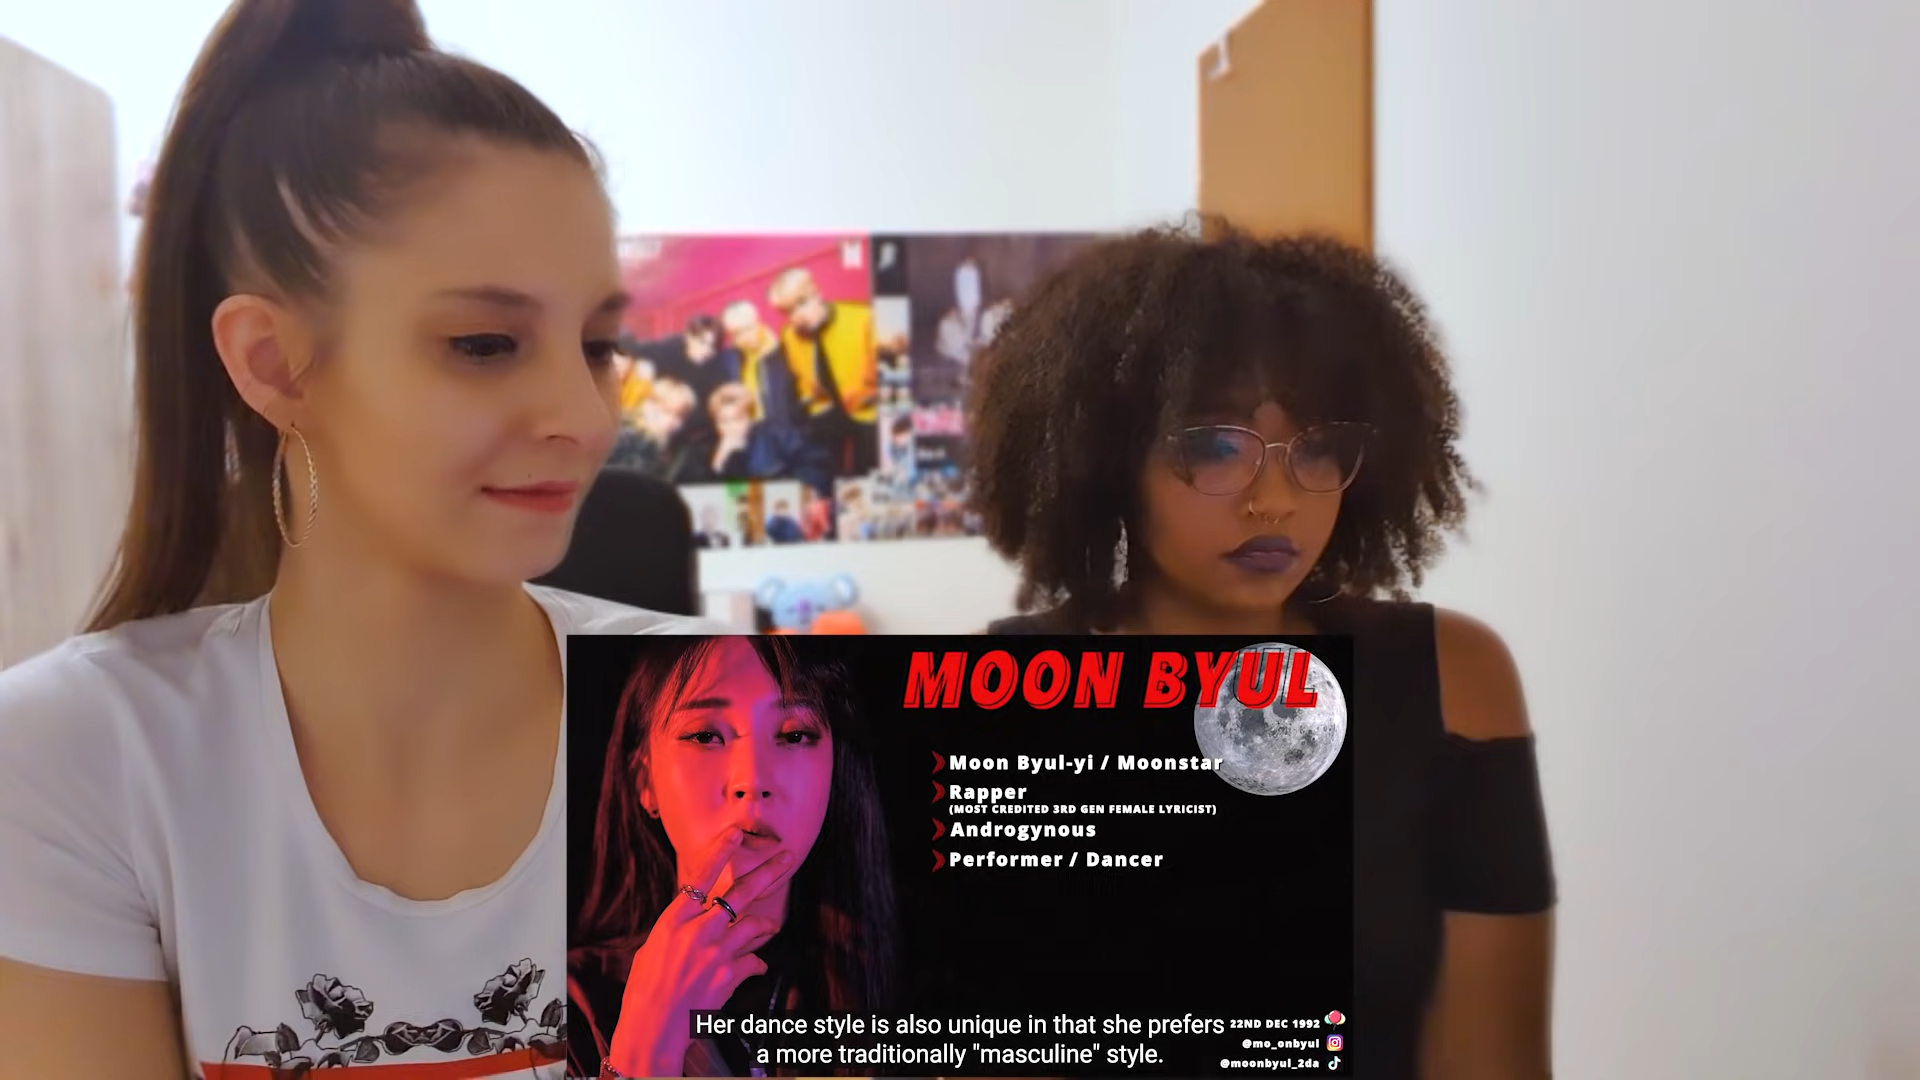 MOON BYUL
Moon Byul-yi / Moonstar
Rapper
(MOST CREDITED 3RD GEN FEMALE LYRICIST)
Androgynous
Performer / Dancer
Her dance style is also unique in that she prefers
a more traditionally "masculine" style.
22ND DEC 1992
@mo_onbyul
@moonbyul_2da